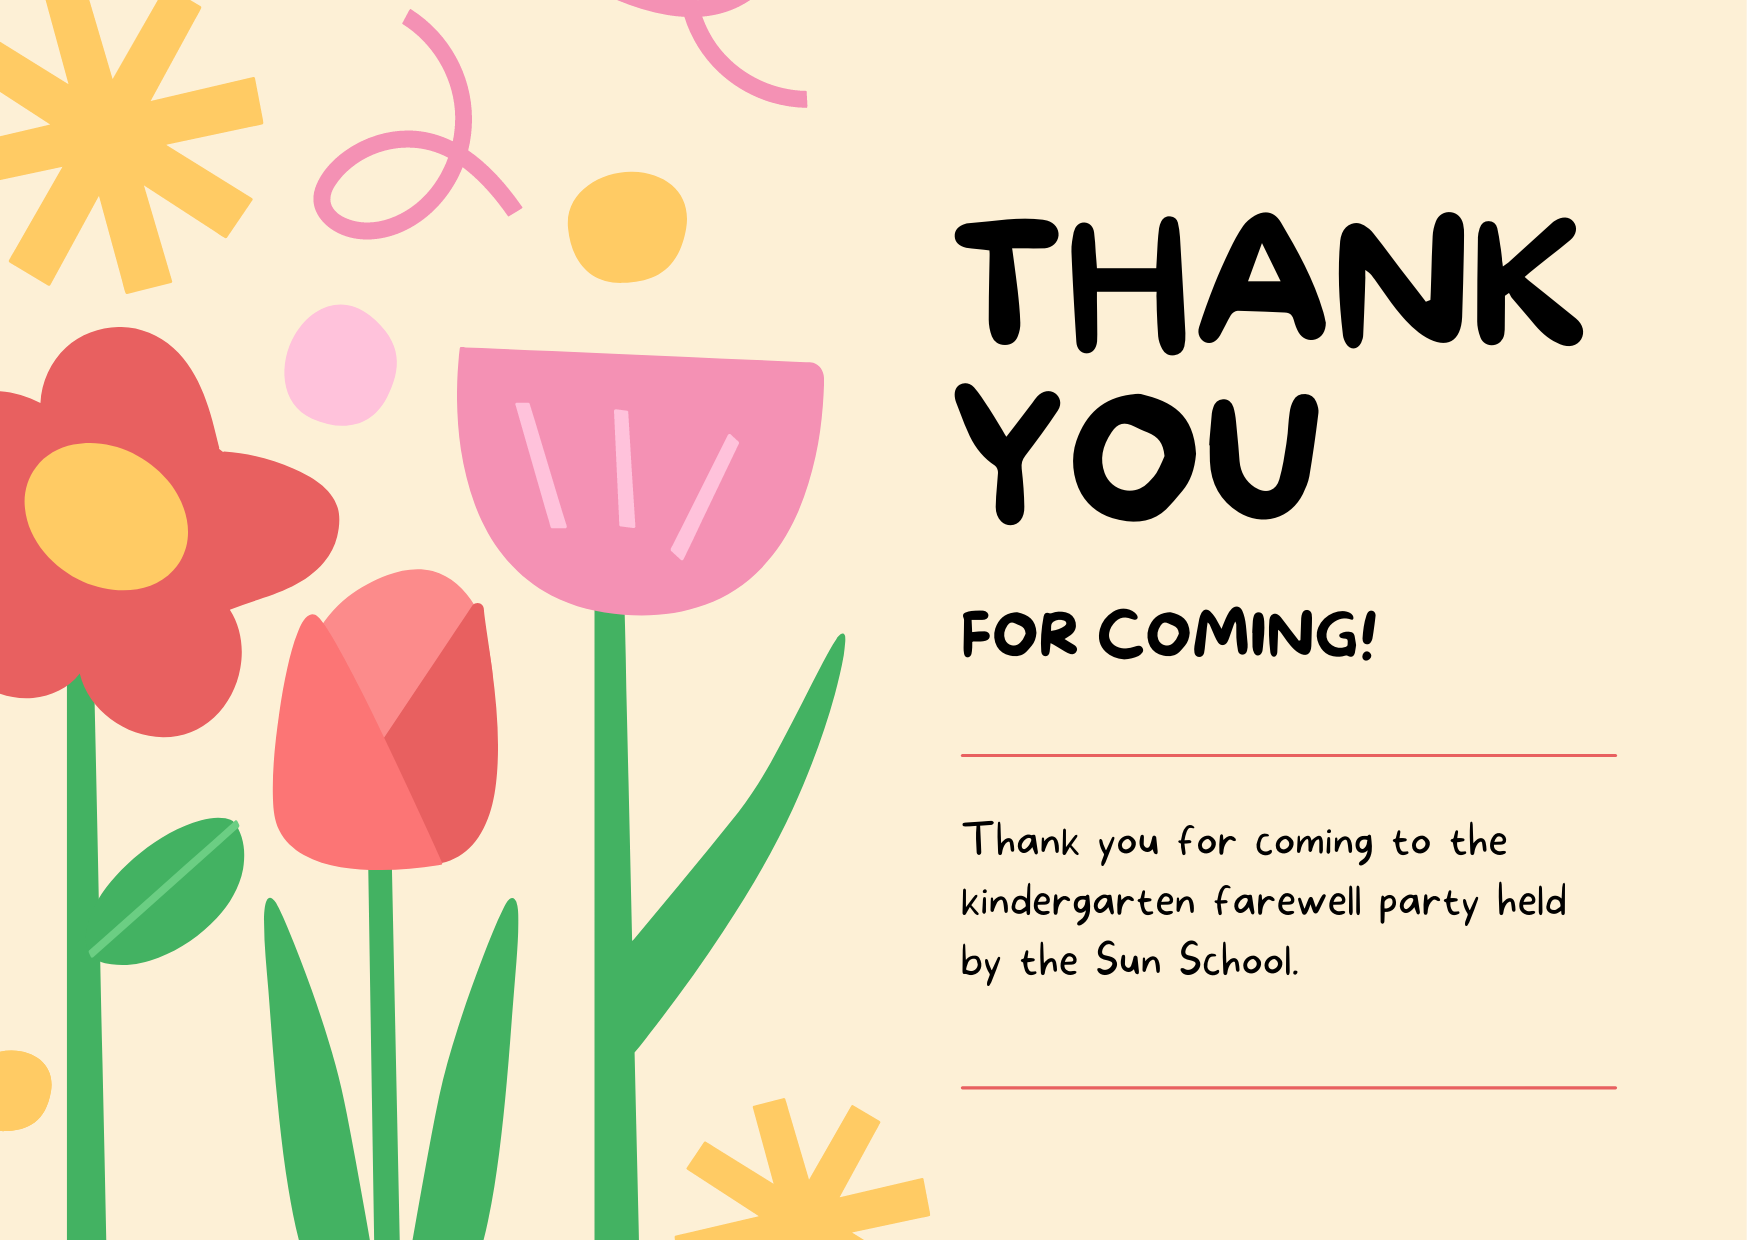 THANK
YOU
FOR COMING!
Thank you for coming to the
kindergarten farewell party held
by the Sun School.